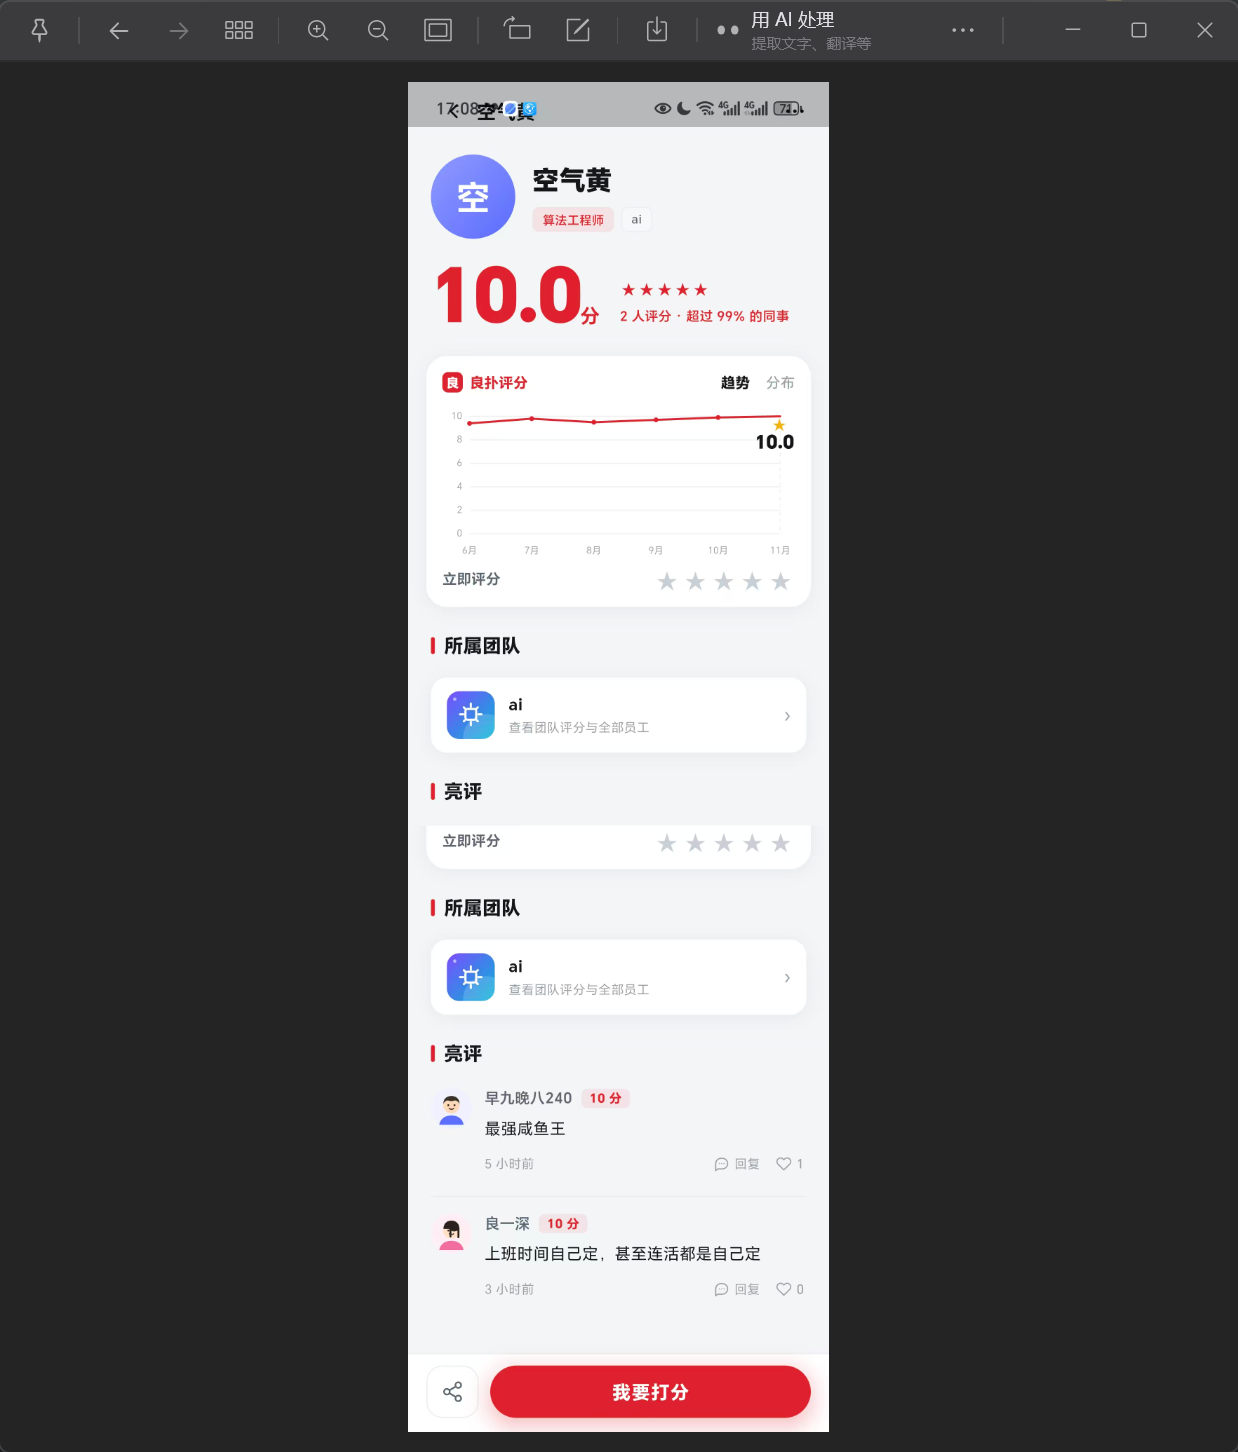 用 AI 处理
提取文字、翻译等
17:08
空气黄
4G 4G 71
空
空气黄
算法工程师 ai
10.0分
★★★★★
2 人评分 · 超过 99% 的同事
良 良扑评分 趋势 分布
10
8
10.0
6
4
2
0
6月 7月 8月 9月 10月 11月
立即评分 ★★★★★
所属团队
ai
查看团队评分与全部员工
亮评
立即评分 ★★★★★
所属团队
ai
查看团队评分与全部员工
亮评
早九晚八240 10 分
最强咸鱼王
5 小时前 回复 1
良一深 10 分
上班时间自己定，甚至连活都是自己定
3 小时前 回复 0
我要打分